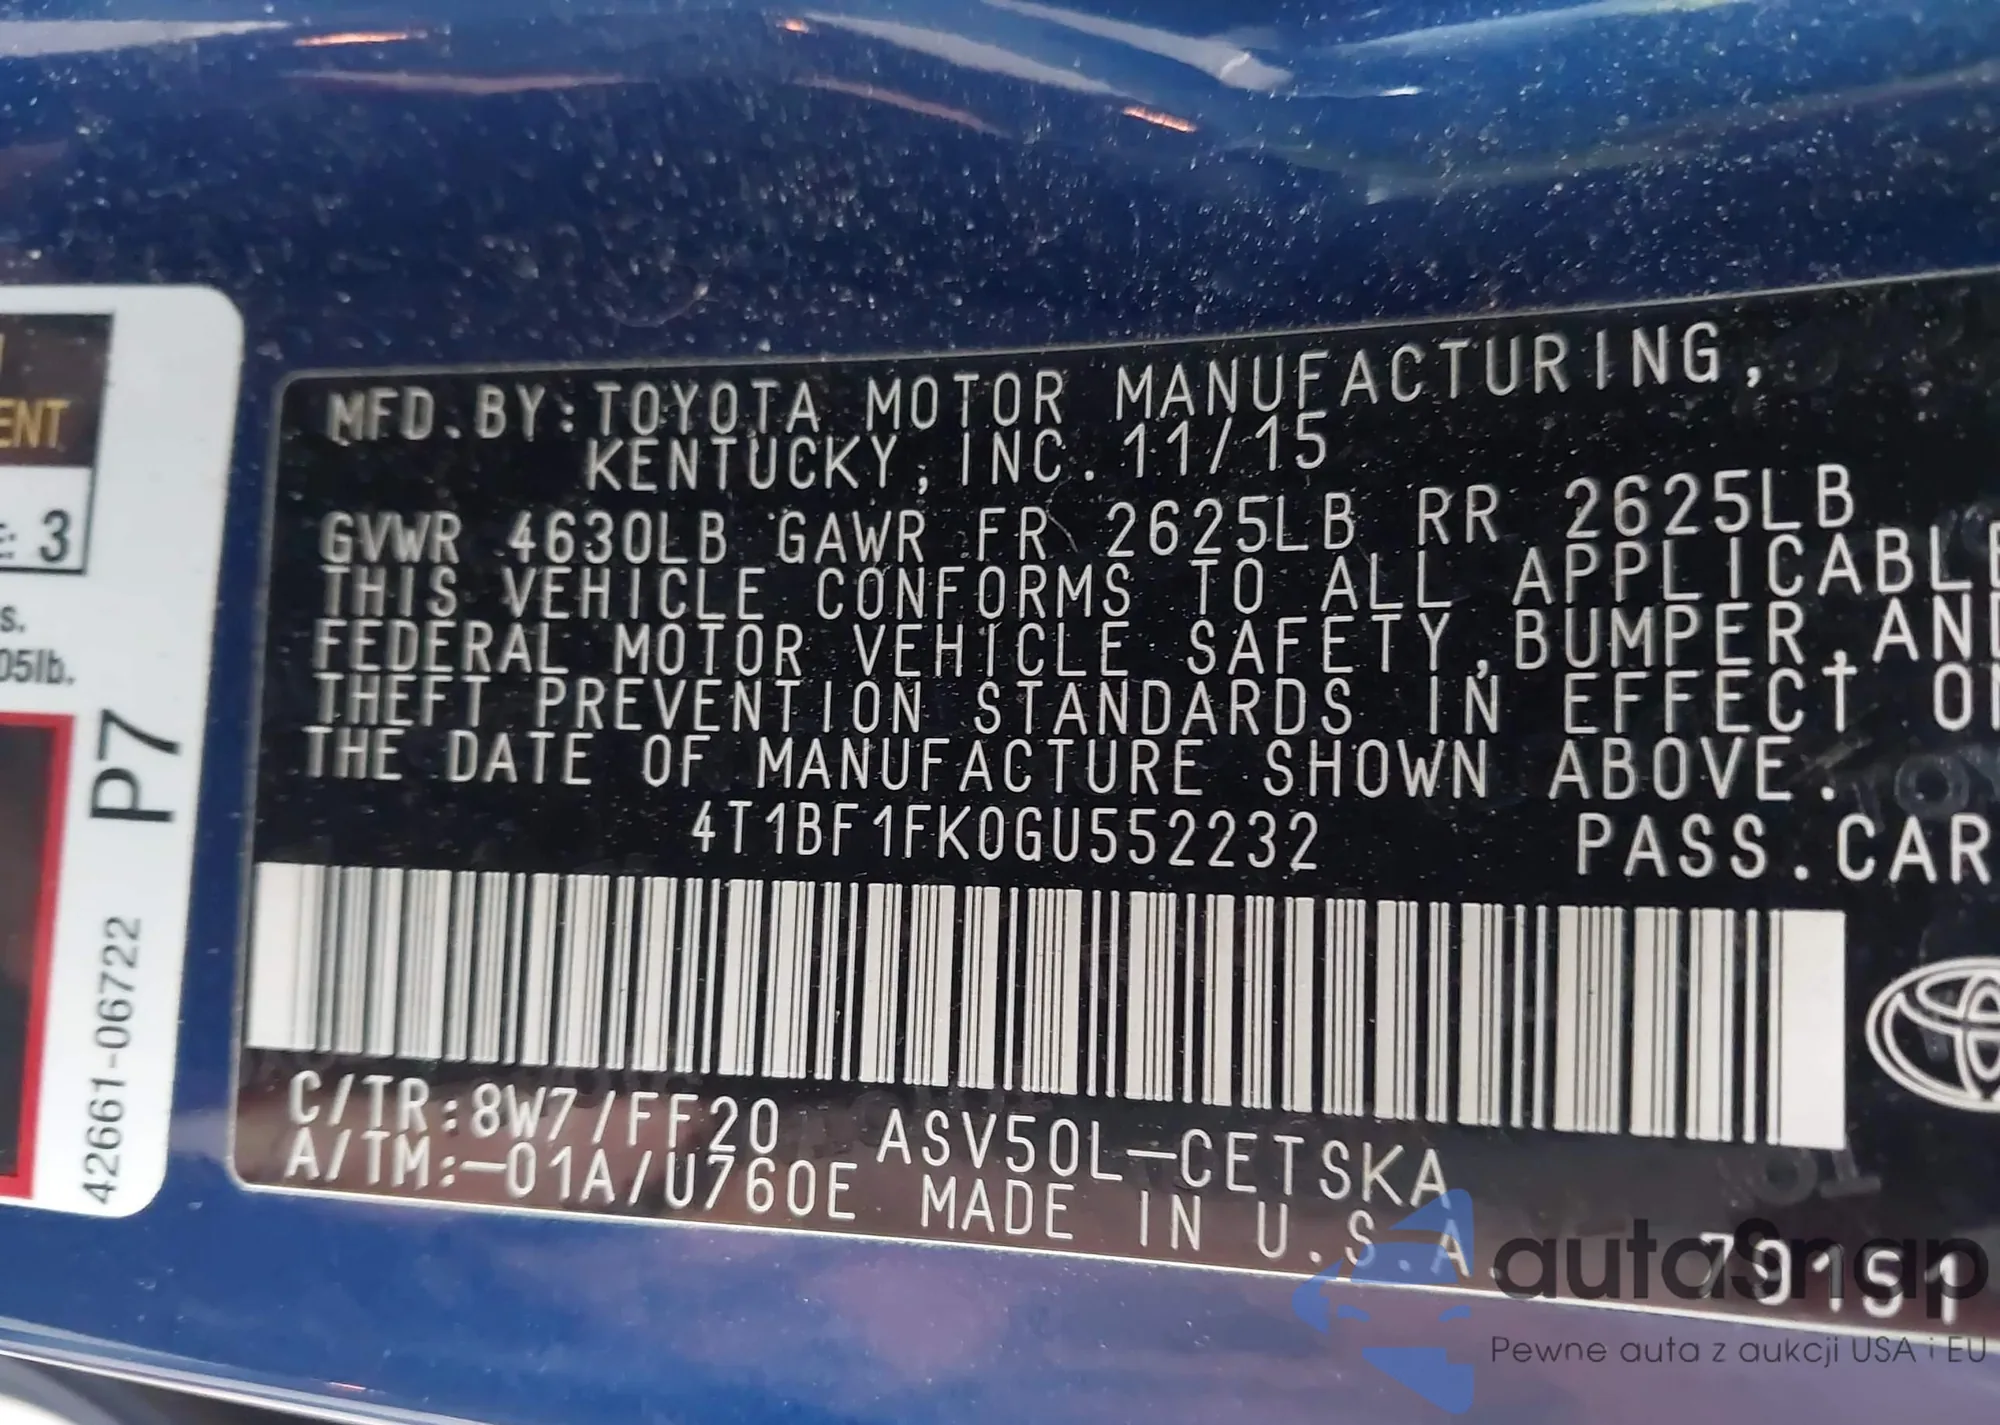 ENT
E: 3
s.
05lb.
P7
42661-06722
MFD.BY:TOYOTA MOTOR MANUFACTURING,
KENTUCKY, INC. 11/15
GVWR 4630LB GAWR FR 2625LB RR 2625LB
THIS VEHICLE CONFORMS TO ALL APPLICABLE
FEDERAL MOTOR VEHICLE SAFETY,BUMPER,AND
THEFT PREVENTION STANDARDS IN EFFECT ON
THE DATE OF MANUFACTURE SHOWN ABOVE.
4T1BF1FK0GU552232 PASS.CAR
C/TR:8W7/FF20 ASV50L-CETSKA
A/TM:-01A/U760E MADE IN U.S.A.
79151
autoSnap
Pewne auta z aukcji USA i EU